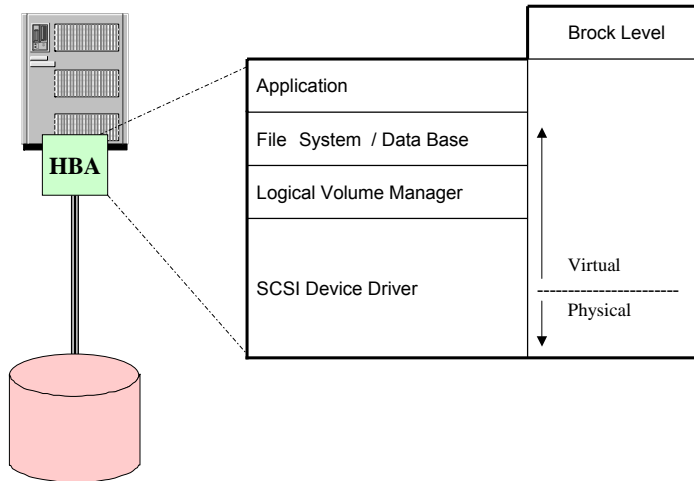 Brock Level
Application
File System / Data Base
HBA
Logical Volume Manager
SCSI Device Driver
Virtual
Physical